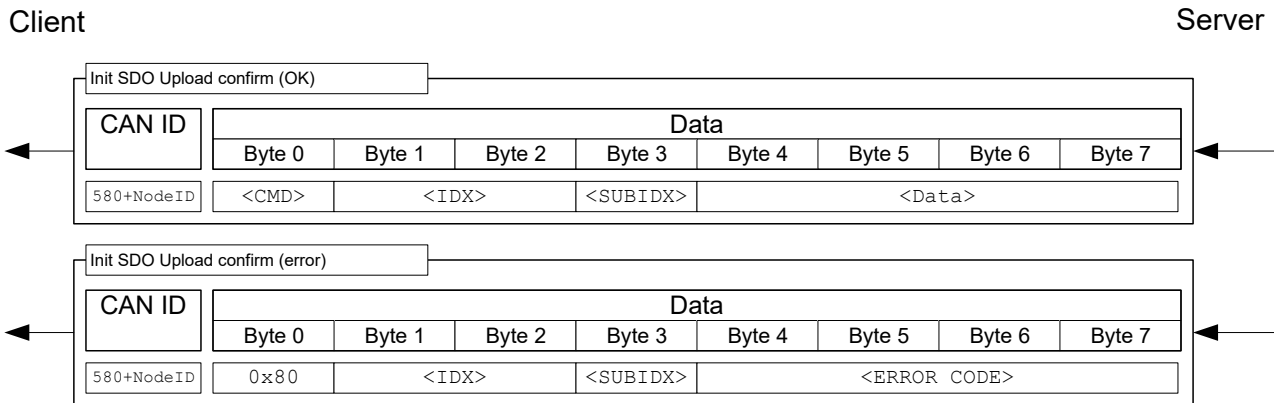 Client Server
Init SDO Upload confirm (OK)
CAN ID Data
Byte 0 Byte 1 Byte 2 Byte 3 Byte 4 Byte 5 Byte 6 Byte 7
580+NodeID <CMD> <IDX> <SUBIDX> <Data>
Init SDO Upload confirm (error)
CAN ID Data
Byte 0 Byte 1 Byte 2 Byte 3 Byte 4 Byte 5 Byte 6 Byte 7
580+NodeID 0x80 <IDX> <SUBIDX> <ERROR CODE>